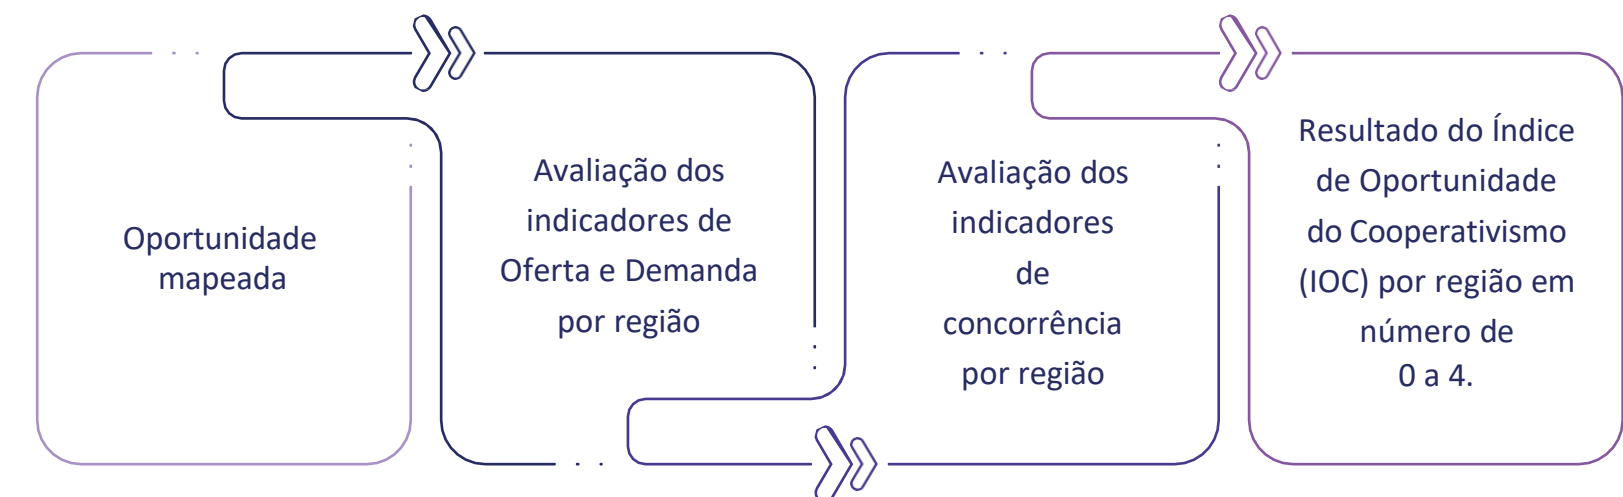 Oportunidade
mapeada
Avaliação dos
indicadores de
Oferta e Demanda
por região
Avaliação dos
indicadores
de
concorrência
por região
Resultado do Índice
de Oportunidade
do Cooperativismo
(IOC) por região em
número de
0 a 4.